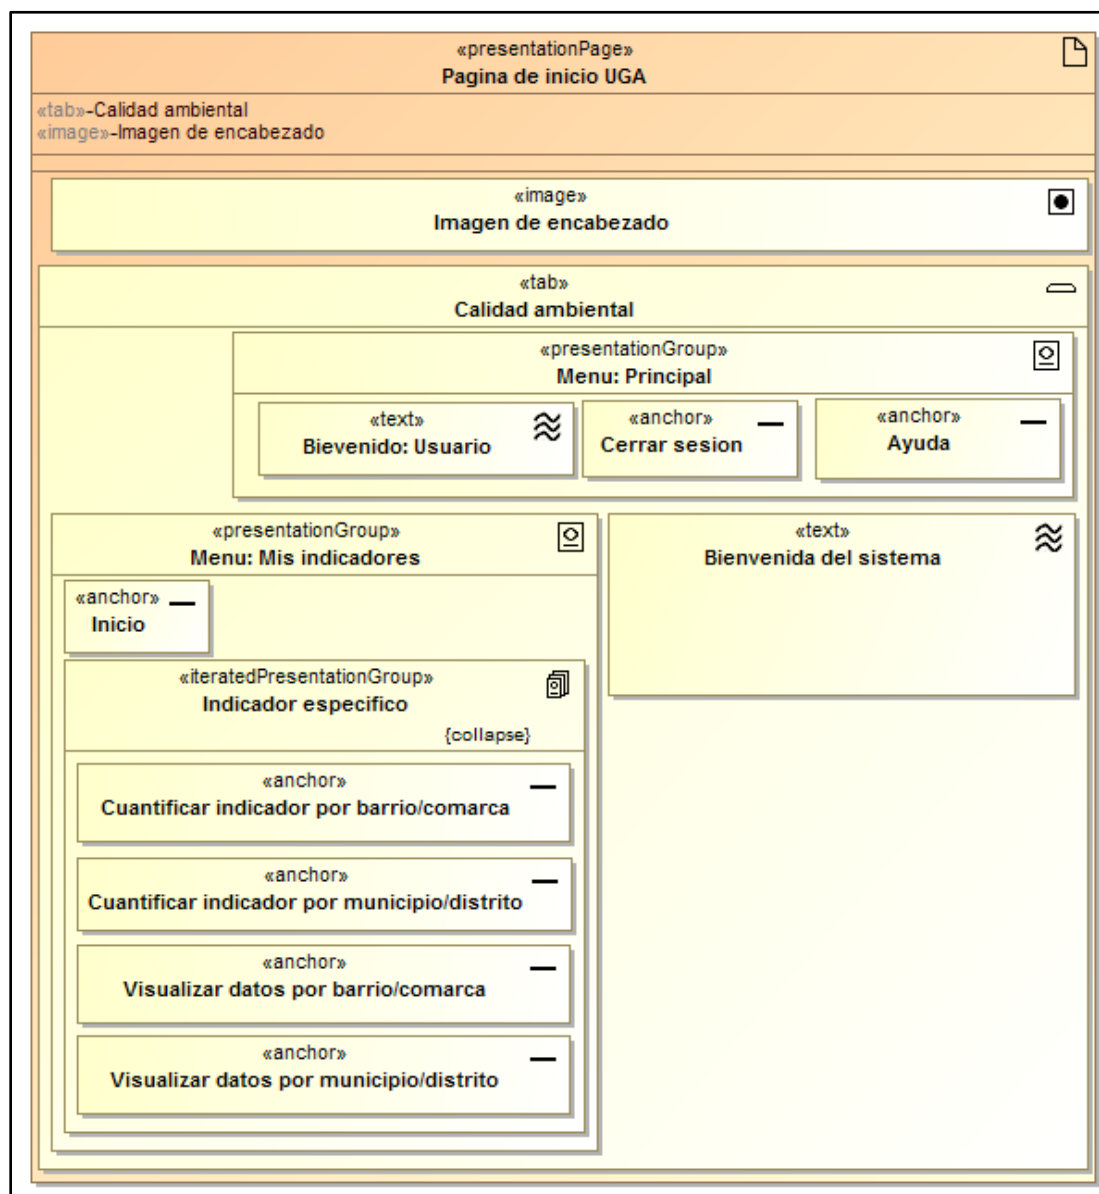 «presentationPage»
Pagina de inicio UGA
«tab»-Calidad ambiental
«image»-Imagen de encabezado
«image»
Imagen de encabezado
«tab»
Calidad ambiental
«presentationGroup»
Menu: Principal
«text»
Bievenido: Usuario
«anchor»
Cerrar sesion
«anchor»
Ayuda
«presentationGroup»
Menu: Mis indicadores
«anchor»
Inicio
«iteratedPresentationGroup»
Indicador especifico
{collapse}
«anchor»
Cuantificar indicador por barrio/comarca
«anchor»
Cuantificar indicador por municipio/distrito
«anchor»
Visualizar datos por barrio/comarca
«anchor»
Visualizar datos por municipio/distrito
«text»
Bienvenida del sistema